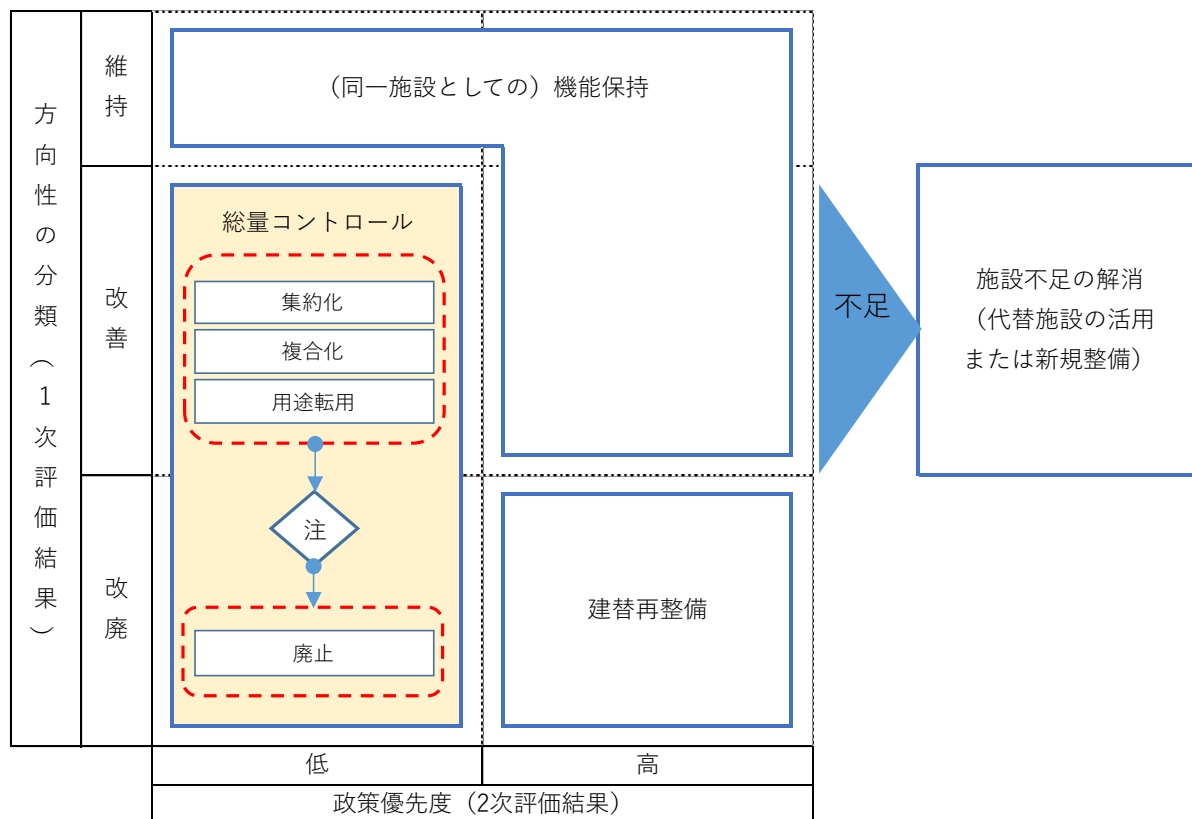 方向性の分類（1次評価結果）
維持
（同一施設としての）機能保持
改善
総量コントロール
集約化
複合化
用途転用
注
改廃
廃止
建替再整備
不足
施設不足の解消
（代替施設の活用
または新規整備）
低
高
政策優先度（2次評価結果）